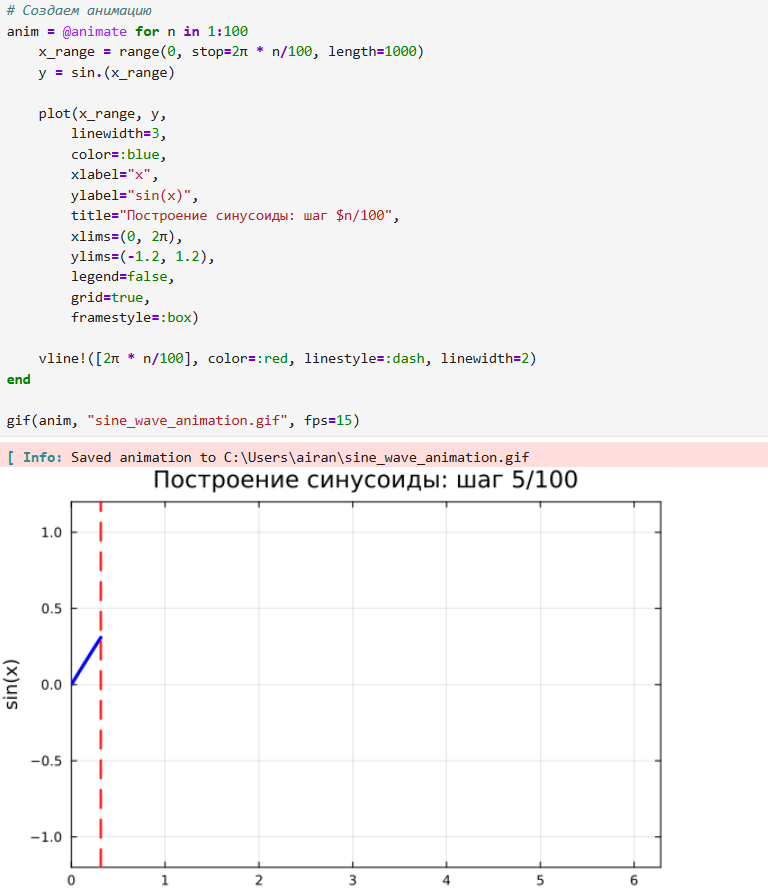 # Создаем анимацию
anim = @animate for n in 1:100
    x_range = range(0, stop=2π * n/100, length=1000)
    y = sin.(x_range)

    plot(x_range, y,
        linewidth=3,
        color=:blue,
        xlabel="x",
        ylabel="sin(x)",
        title="Построение синусоиды: шаг $n/100",
        xlims=(0, 2π),
        ylims=(-1.2, 1.2),
        legend=false,
        grid=true,
        framestyle=:box)

    vline!([2π * n/100], color=:red, linestyle=:dash, linewidth=2)
end

gif(anim, "sine_wave_animation.gif", fps=15)
[ Info: Saved animation to C:\Users\airan\sine_wave_animation.gif
Построение синусоиды: шаг 5/100
1.0
0.5
0.0
−0.5
−1.0
sin(x)
0 1 2 3 4 5 6